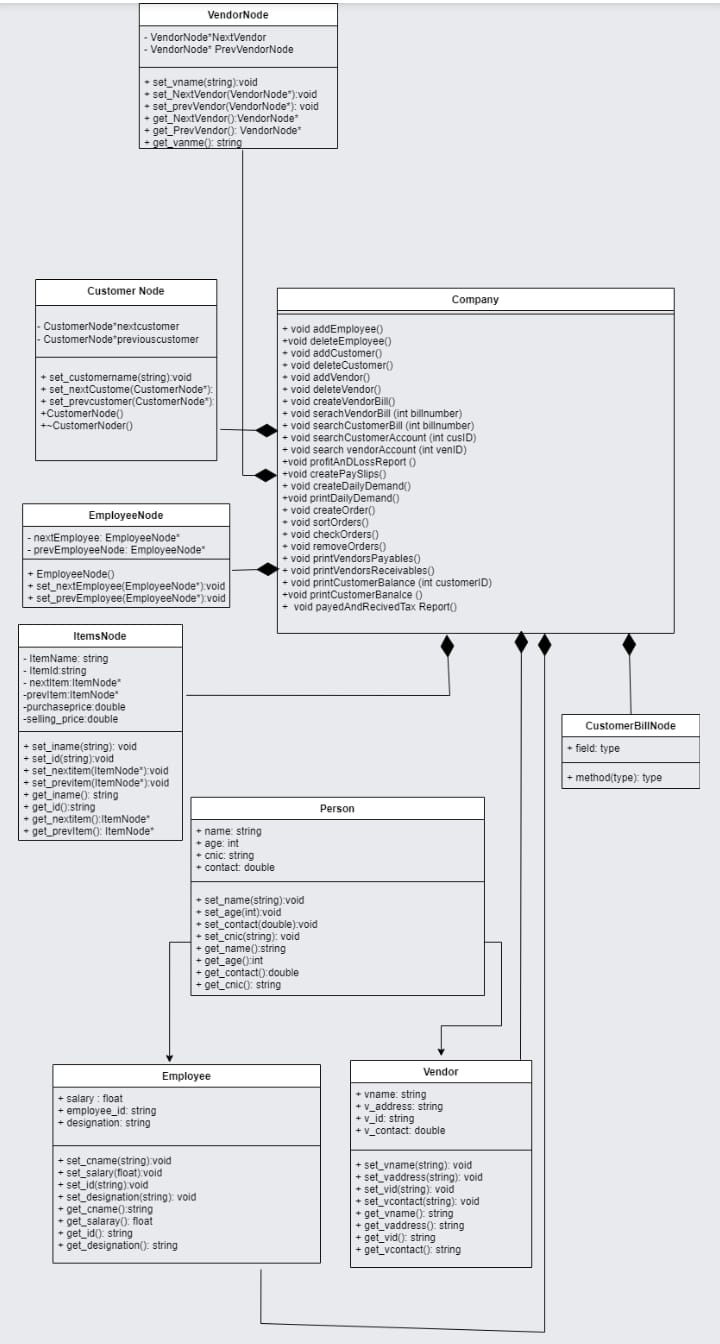 VendorNode
- VendorNode*NextVendor
- VendorNode* PrevVendorNode
+ set_vname(string):void
+ set_NextVendor(VendorNode*):void
+ set_prevVendor(VendorNode*): void
+ get_NextVendor():VendorNode*
+ get_PrevVendor(): VendorNode*
+ get_vanme(): string
Customer Node
- CustomerNode*nextcustomer
- CustomerNode*previouscustomer
+ set_customername(string):void
+ set_nextCustome(CustomerNode*):
+ set_prevcustomer(CustomerNode*):
+CustomerNode()
+~CustomerNoder()
Company
+ void addEmployee()
+void deleteEmployee()
+ void addCustomer()
+ void deleteCustomer()
+ void addVendor()
+ void deleteVendor()
+ void createVendorBill()
+ void serachVendorBill (int billnumber)
+ void searchCustomerBill (int billnumber)
+ void searchCustomerAccount (int cusID)
+ void search vendorAccount (int venID)
+void profitAnDLossReport ()
+void createPaySlips()
+ void createDailyDemand()
+void printDailyDemand()
+ void createOrder()
+ void sortOrders()
+ void checkOrders()
+ void removeOrders()
+ void printVendorsPayables()
+ void printVendorsReceivables()
+ void printCustomerBalance (int customerID)
+void printCustomerBanalce ()
+ void payedAndRecivedTax Report()
EmployeeNode
- nextEmployee: EmployeeNode*
- prevEmployeeNode: EmployeeNode*
+ EmployeeNode()
+ set_nextEmployee(EmployeeNode*):void
+ set_prevEmployee(EmployeeNode*):void
ItemsNode
- ItemName: string
- ItemId:string
- nextItem:ItemNode*
-prevItem:ItemNode*
-purchaseprice:double
-selling_price:double
+ set_iname(string): void
+ set_id(string):void
+ set_nextitem(ItemNode*):void
+ set_previtem(ItemNode*):void
+ get_iname(): string
+ get_id():string
+ get_nextitem():ItemNode*
+ get_prevItem(): ItemNode*
CustomerBillNode
+ field: type
+ method(type): type
Person
+ name: string
+ age: int
+ cnic: string
+ contact: double
+ set_name(string):void
+ set_age(int):void
+ set_contact(double):void
+ set_cnic(string): void
+ get_name():string
+ get_age():int
+ get_contact():double
+ get_cnic(): string
Employee
+ salary : float
+ employee_id: string
+ designation: string
+ set_cname(string):void
+ set_salary(float):void
+ set_id(string):void
+ set_designation(string): void
+ get_cname():string
+ get_salaray(): float
+ get_id(): string
+ get_designation(): string
Vendor
+ vname: string
+ v_address: string
+ v_id: string
+ v_contact: double
+ set_vname(string): void
+ set_vaddress(string): void
+ set_vid(string): void
+ set_vcontact(string): void
+ get_vname(): string
+ get_vaddress(): string
+ get_vid(): string
+ get_vcontact(): string